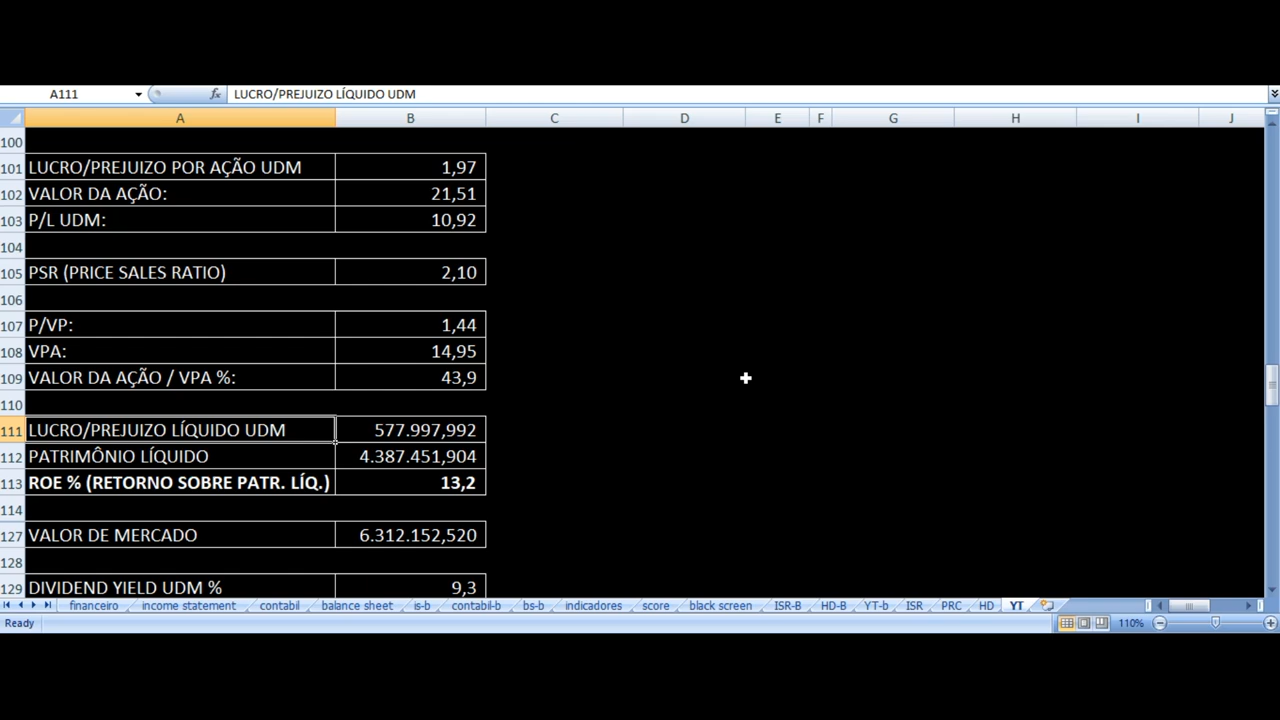 A111 fx LUCRO/PREJUIZO LÍQUIDO UDM
A B C D E F G H I J
100
101 LUCRO/PREJUIZO POR AÇÃO UDM 1,97
102 VALOR DA AÇÃO: 21,51
103 P/L UDM: 10,92
104
105 PSR (PRICE SALES RATIO) 2,10
106
107 P/VP: 1,44
108 VPA: 14,95
109 VALOR DA AÇÃO / VPA %: 43,9
110
111 LUCRO/PREJUIZO LÍQUIDO UDM 577.997,992
112 PATRIMÔNIO LÍQUIDO 4.387.451,904
113 ROE % (RETORNO SOBRE PATR. LÍQ.) 13,2
114
127 VALOR DE MERCADO 6.312.152,520
128
129 DIVIDEND YIELD UDM % 9,3
financeiro income statement contabil balance sheet is-b contabil-b bs-b indicadores score black screen ISR-B HD-B YT-b ISR PRC HD YT
Ready 110%